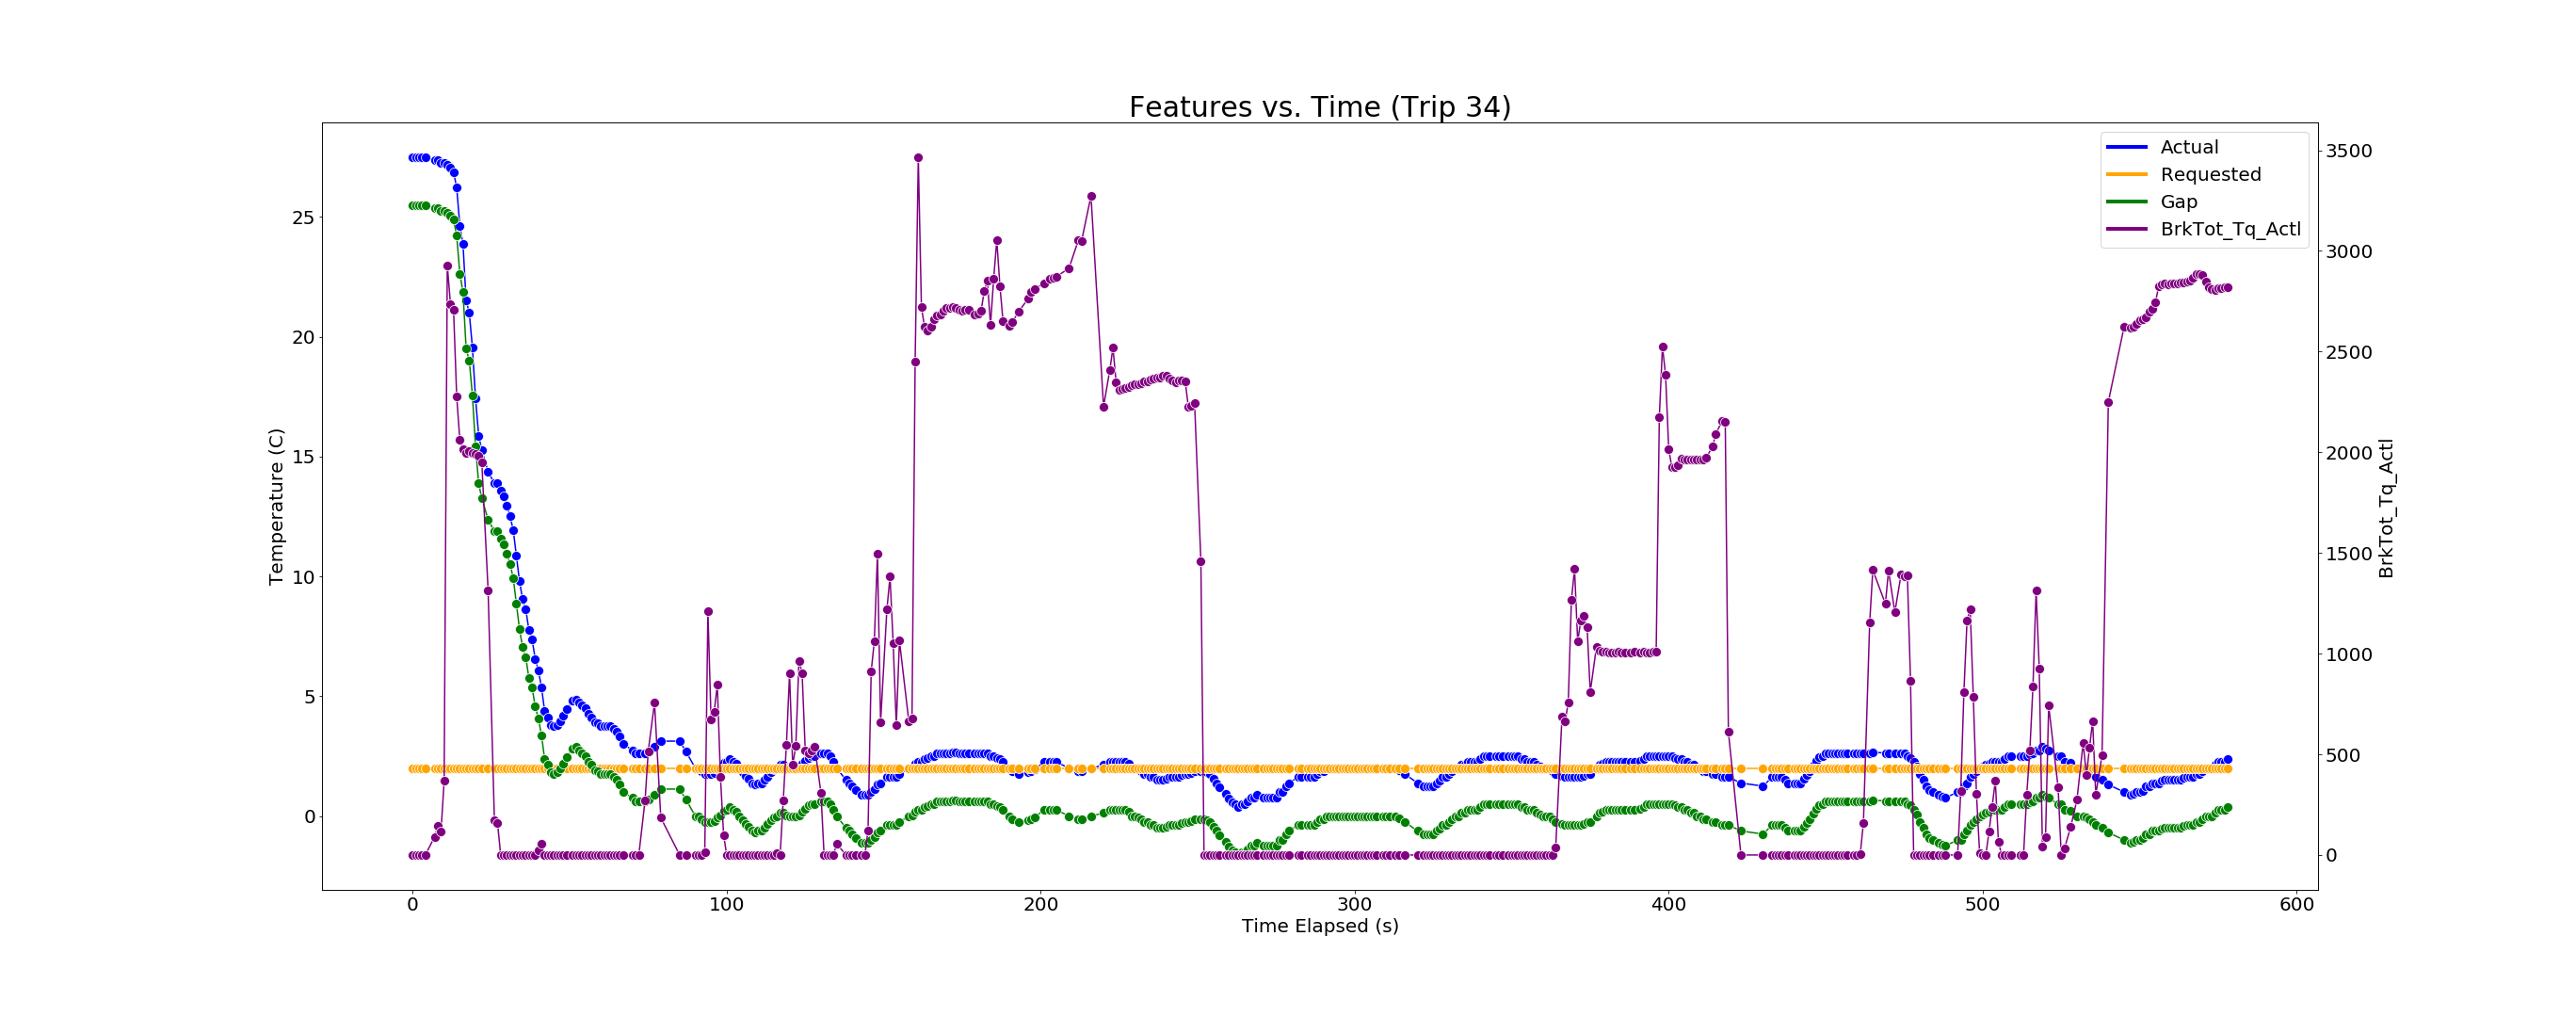 Features vs. Time (Trip 34)
Actual
Requested
Gap
BrkTot_Tq_Actl
Temperature (C)
25
20
15
10
5
0
3500
3000
2500
2000
1500
1000
500
0
BrkTot_Tq_Actl
0 100 200 300 400 500 600
Time Elapsed (s)